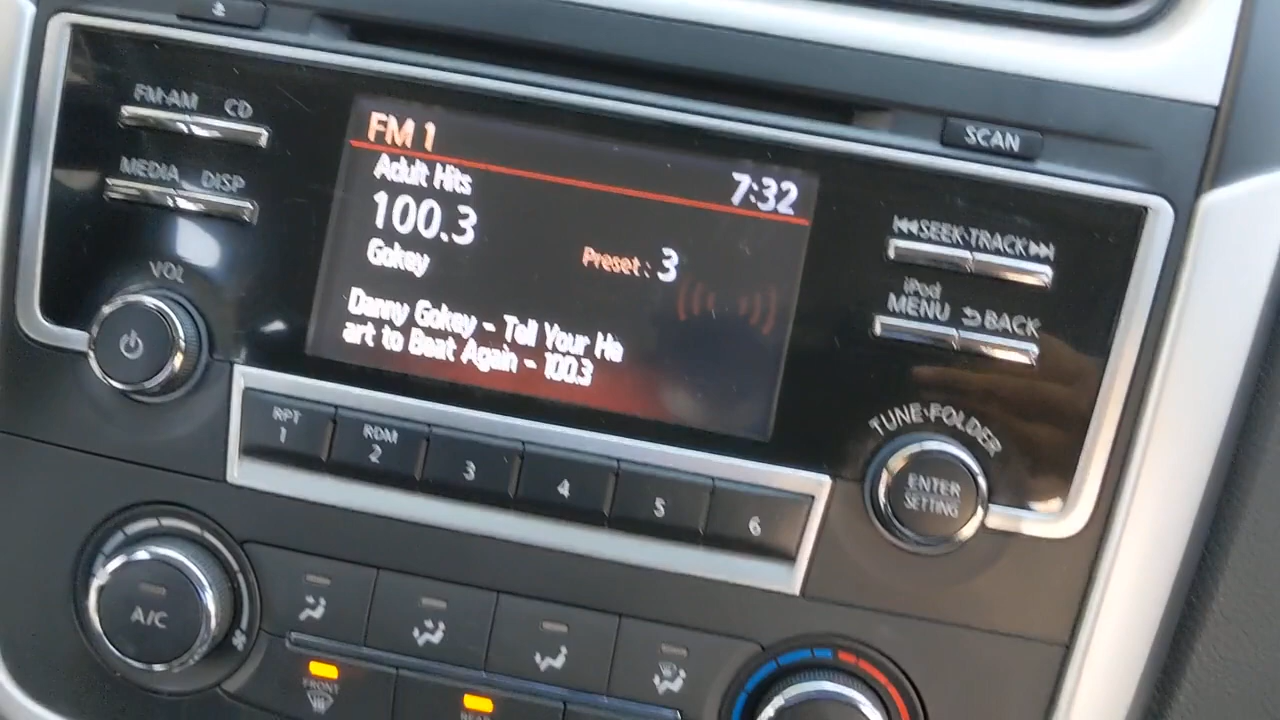 FM·AM CD
SCAN
MEDIA DISP
FM 1
7:32
Adult Hits
100.3
Preset: 3
Gokey
Danny Gokey - Tell Your He
art to Beat Again - 100.3
SEEK·TRACK
iPod
MENU BACK
VOL
TUNE·FOLDER
ENTER
SETTING
RPT
1
RDM
2
3
4
5
6
A/C
FRONT